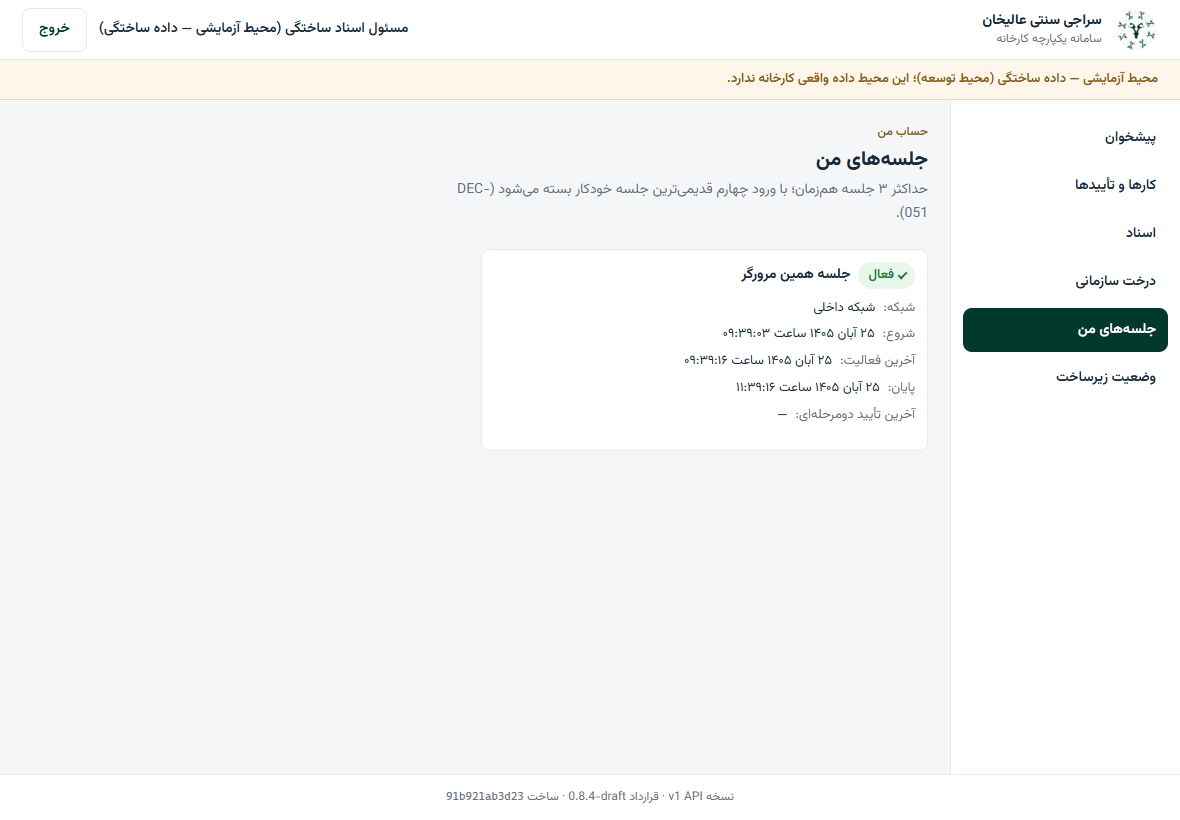 سراجی سنتی عالیخان
سامانه یکپارچه کارخانه
مسئول اسناد ساختگی (محیط آزمایشی – داده ساختگی)
خروج
محیط آزمایشی – داده ساختگی (محیط توسعه)؛ این محیط داده واقعی کارخانه ندارد.
پیشخوان
کارها و تأییدها
اسناد
درخت سازمانی
جلسه‌های من
وضعیت زیرساخت
حساب من
جلسه‌های من
حداکثر ۳ جلسه هم‌زمان؛ با ورود چهارم قدیمی‌ترین جلسه خودکار بسته می‌شود (DEC-
051).
فعال
جلسه همین مرورگر
شبکه: شبکه داخلی
شروع: ۲۵ آبان ۱۴۰۵ ساعت ۰۹:۳۹:۰۳
آخرین فعالیت: ۲۵ آبان ۱۴۰۵ ساعت ۰۹:۳۹:۱۶
پایان: ۲۵ آبان ۱۴۰۵ ساعت ۱۱:۳۹:۱۶
آخرین تأیید دومرحله‌ای: –
نسخه v1 API · قرارداد 0.8.4-draft · ساخت 91b921ab3d23